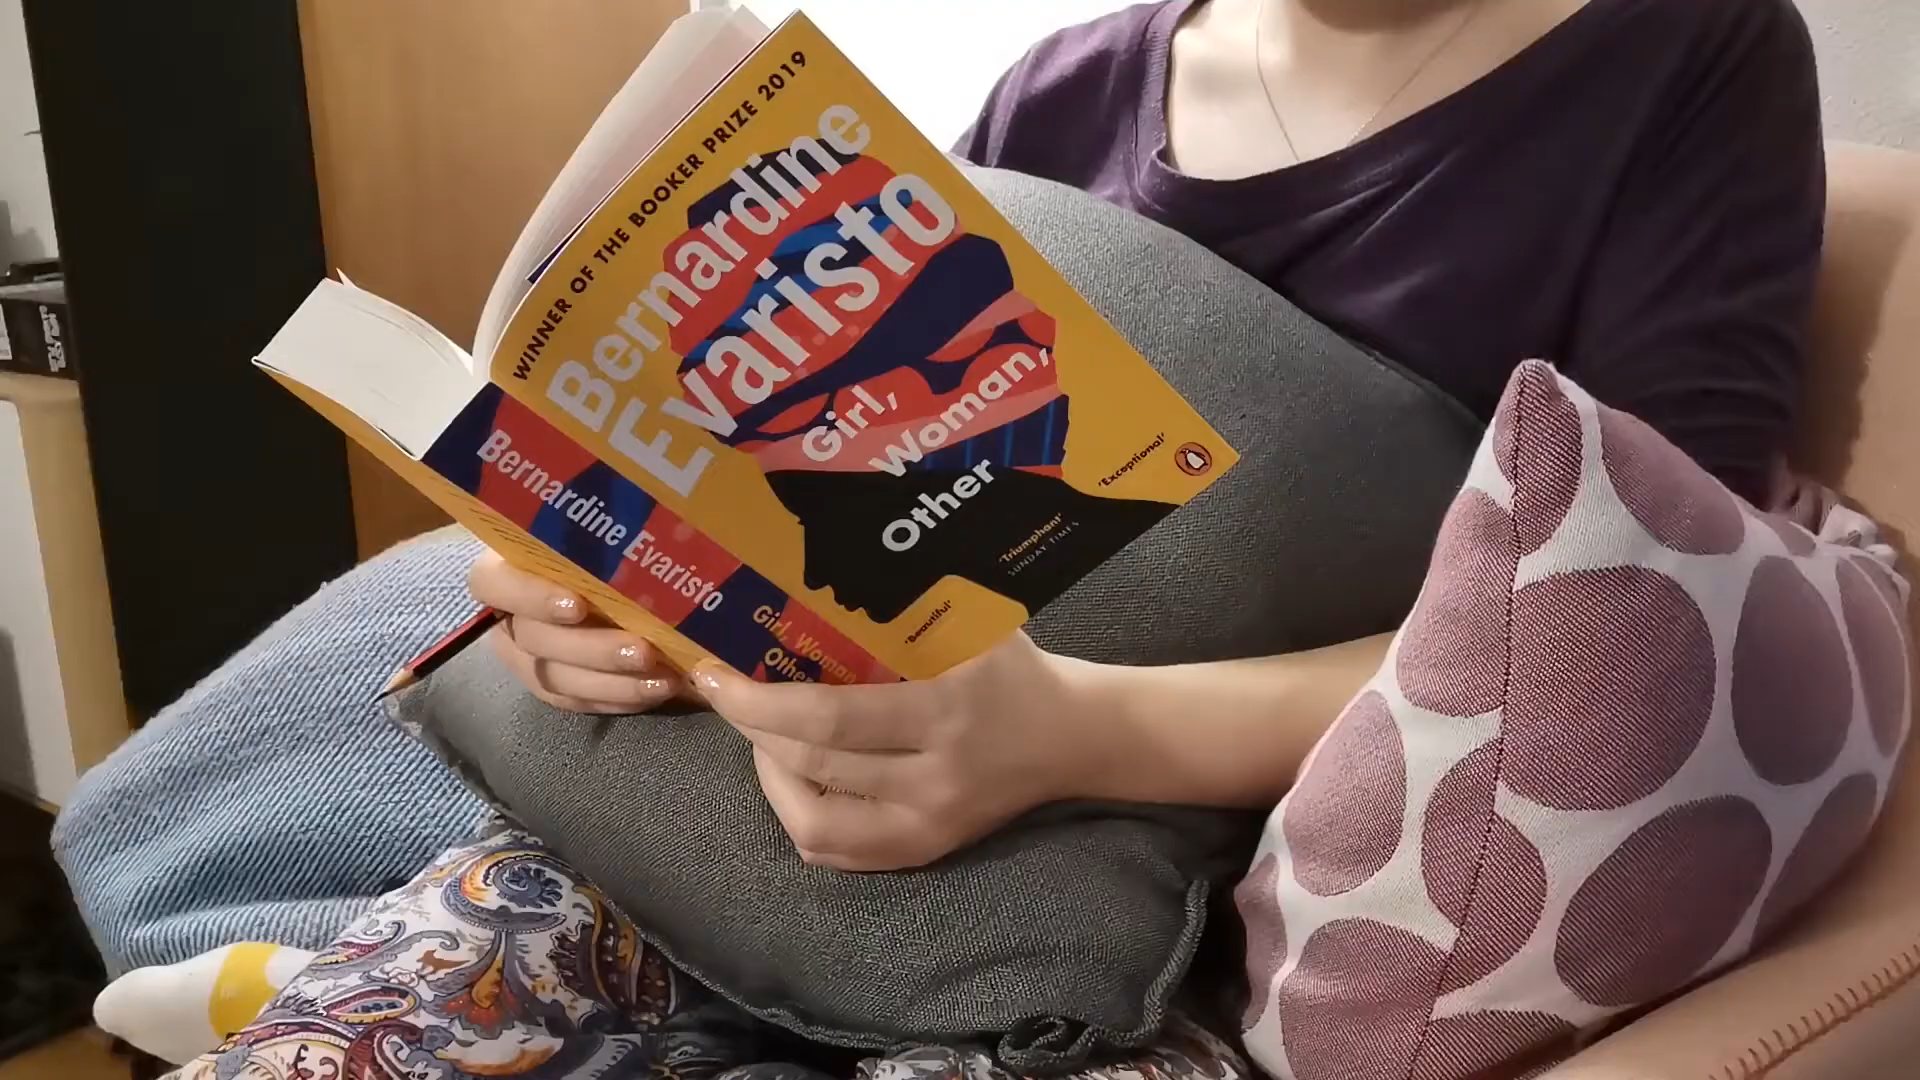 WINNER OF THE BOOKER PRIZE 2019
Bernardine
Evaristo
Girl,
Woman,
Other
'Exceptional'
'Triumphant'
SUNDAY TIMES
'Beautiful'
Bernardine Evaristo
Girl, Woman
Other